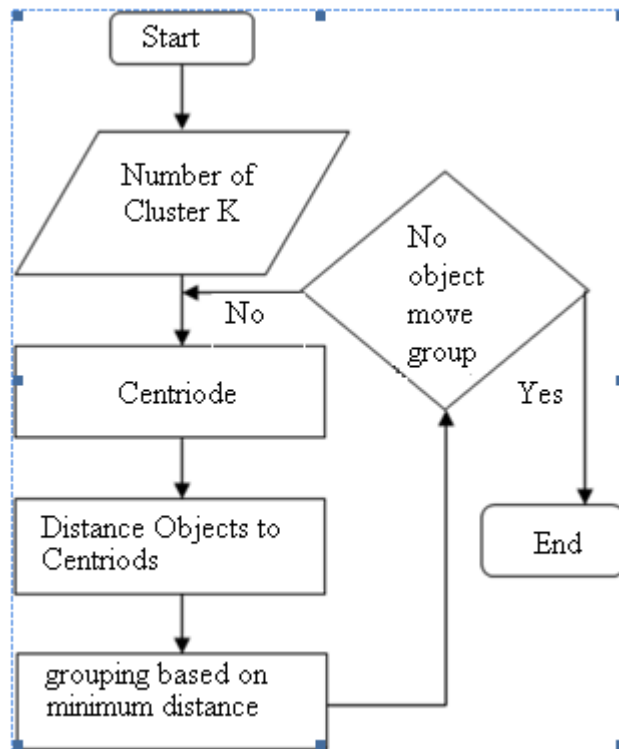 Start
Number of
Cluster K
No
object
move
group
No
Yes
Centriode
Distance Objects to
Centriods
End
grouping based on
minimum distance